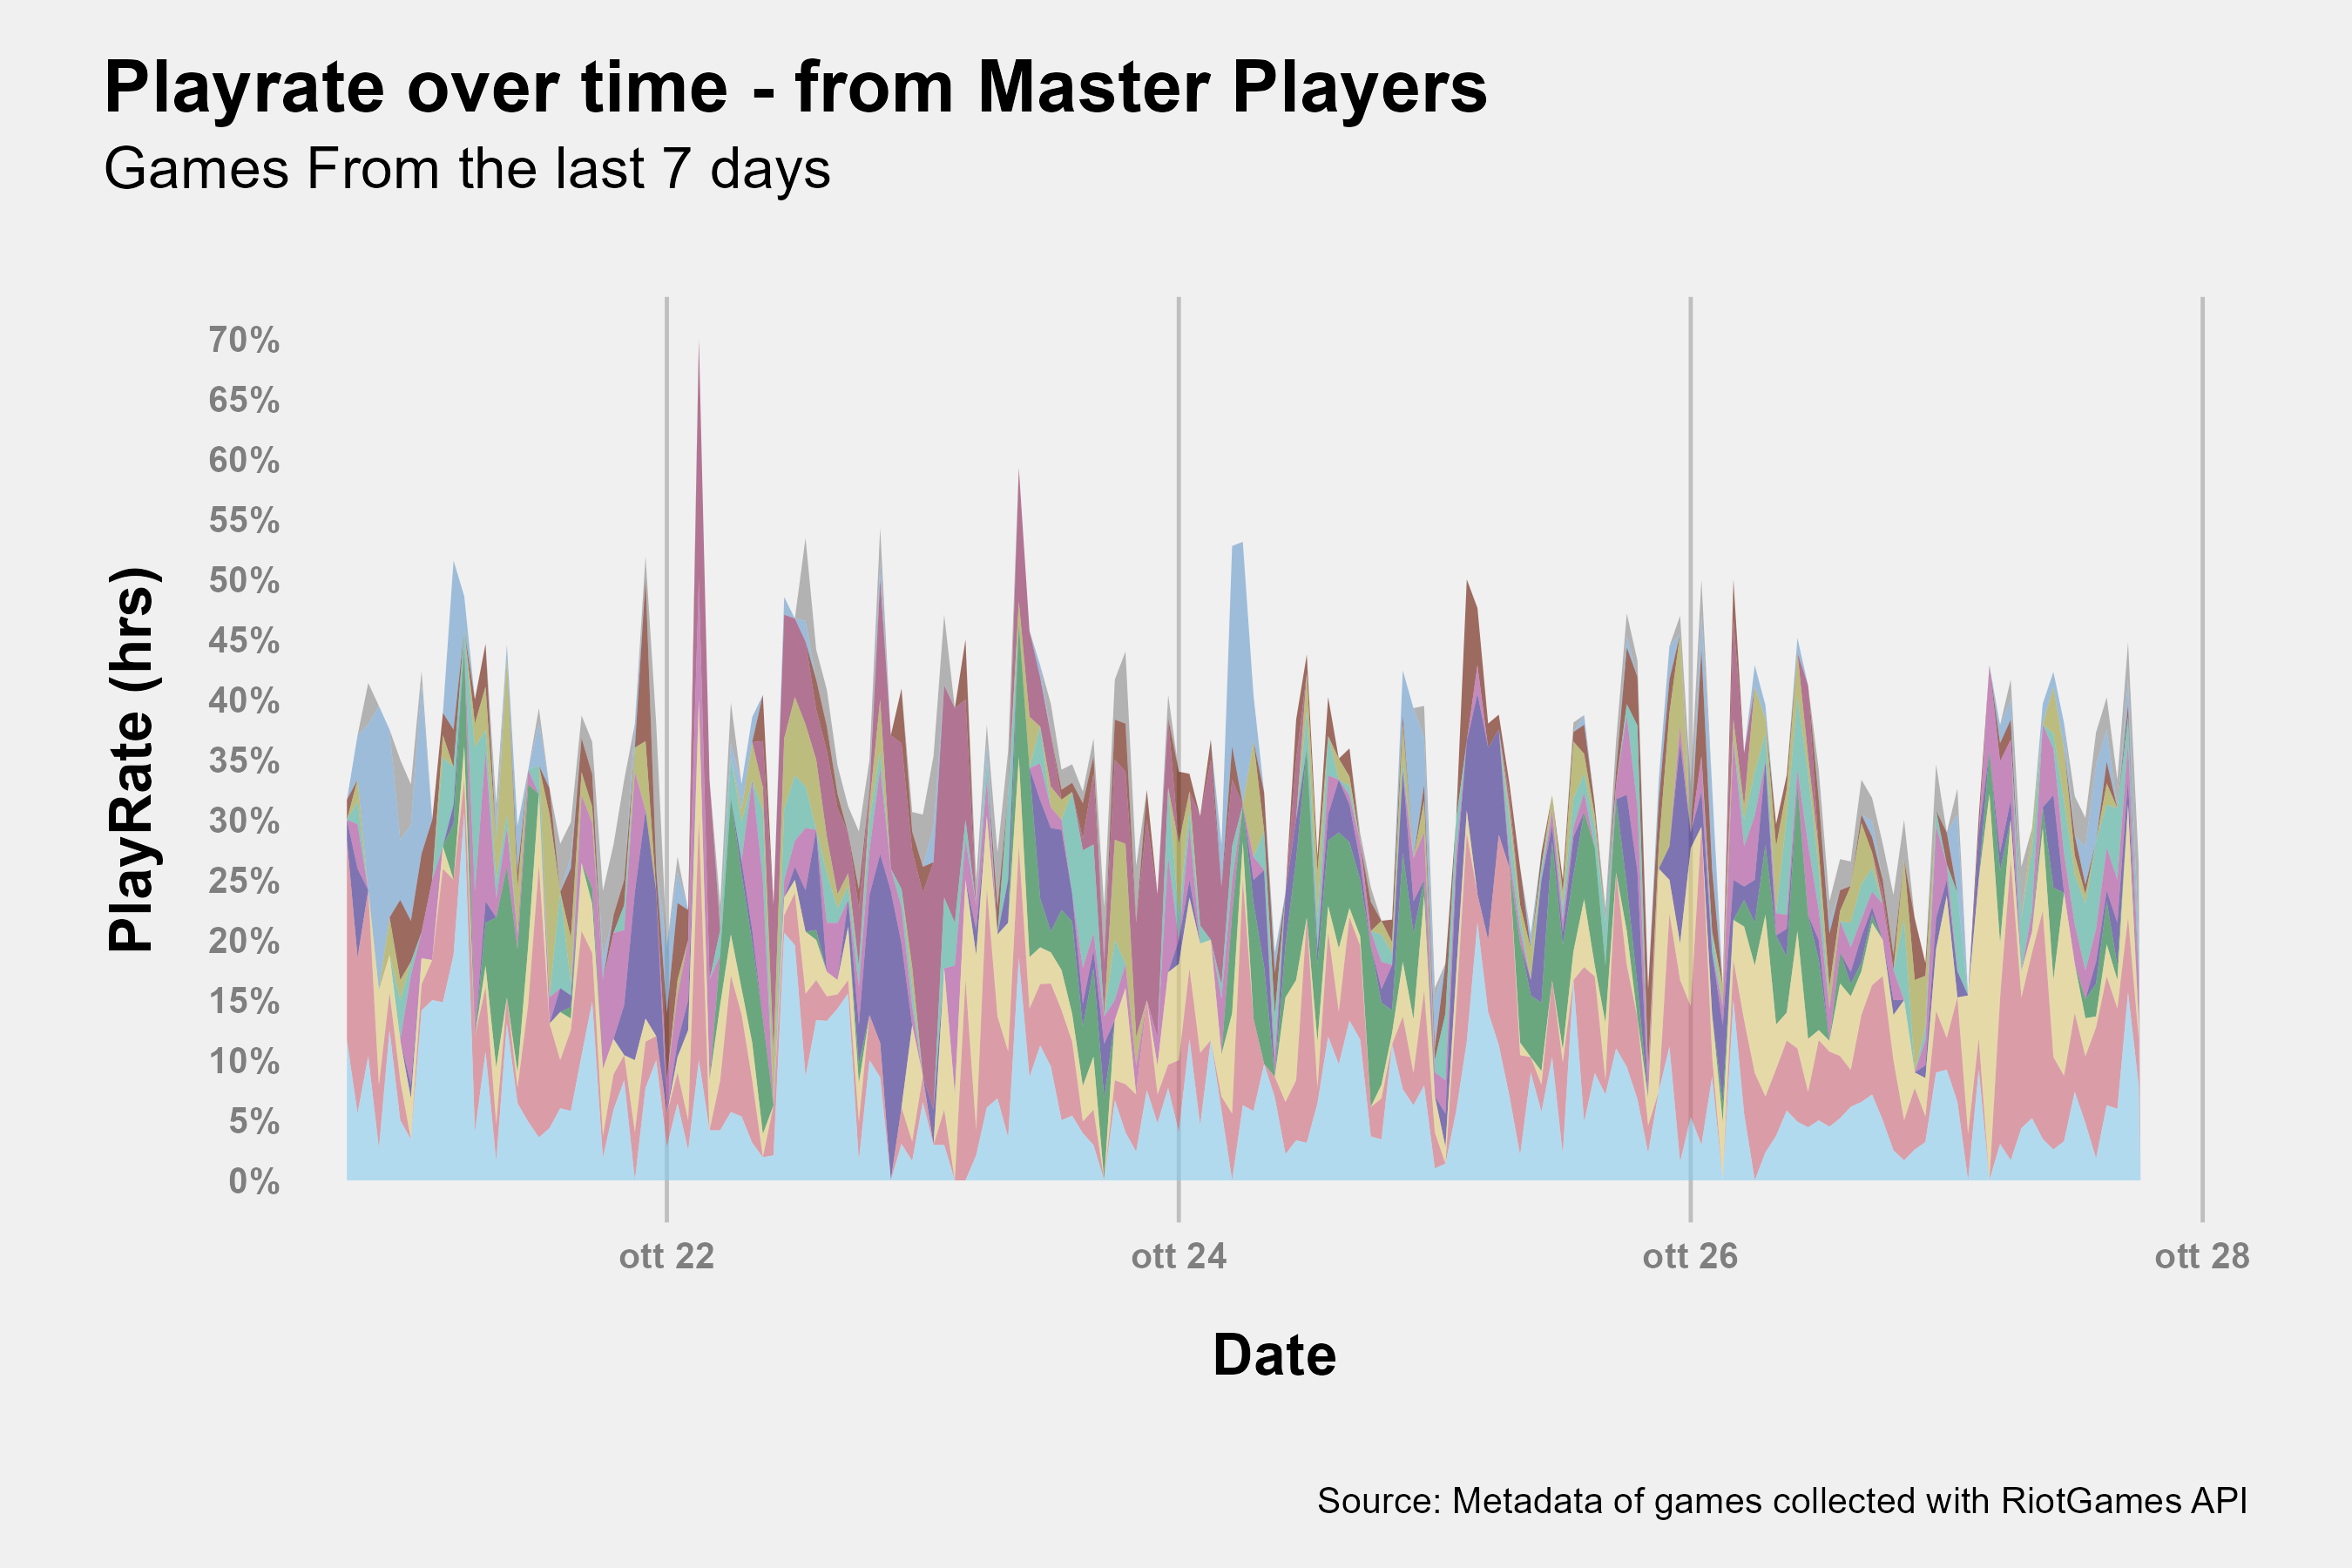 Playrate over time - from Master Players
Games From the last 7 days
70%
65%
60%
55%
50%
45%
40%
35%
30%
25%
20%
15%
10%
5%
0%
PlayRate (hrs)
ott 22
ott 24
ott 26
ott 28
Date
Source: Metadata of games collected with RiotGames API